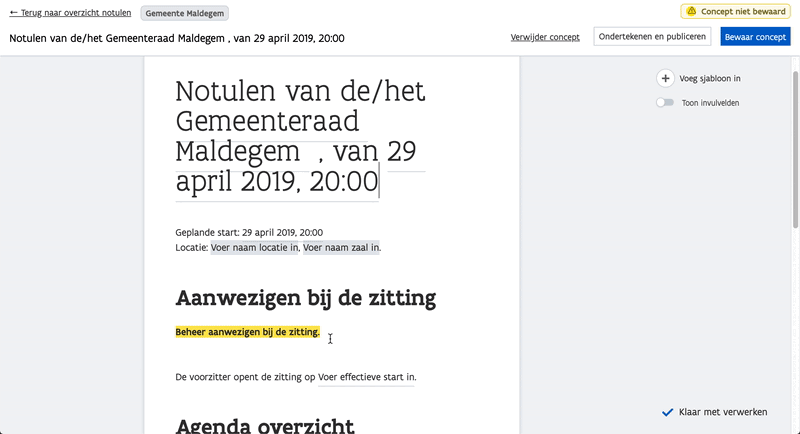 ← Terug naar overzicht notulen
Gemeente Maldegem
Concept niet bewaard
Notulen van de/het Gemeenteraad Maldegem , van 29 april 2019, 20:00
Verwijder concept
Ondertekenen en publiceren
Bewaar concept
Notulen van de/het
Gemeenteraad
Maldegem , van 29
april 2019, 20:00
Voeg sjabloon in
Toon invulvelden
Geplande start: 29 april 2019, 20:00
Locatie: Voer naam locatie in, Voer naam zaal in.
Aanwezigen bij de zitting
Beheer aanwezigen bij de zitting.
De voorzitter opent de zitting op Voer effectieve start in.
Klaar met verwerken
Agenda overzicht